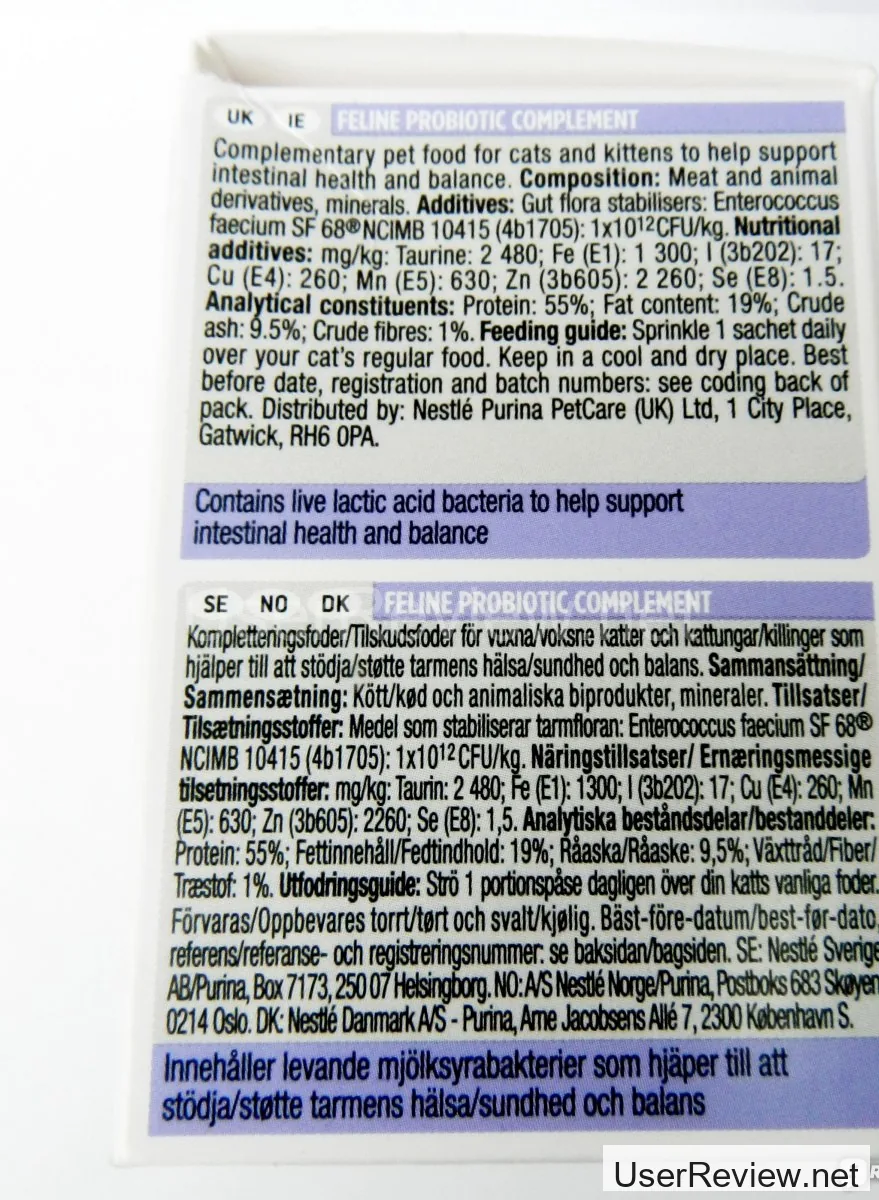 UK IE FELINE PROBIOTIC COMPLEMENT
Complementary pet food for cats and kittens to help support
intestinal health and balance. Composition: Meat and animal
derivatives, minerals. Additives: Gut flora stabilisers: Enterococcus
faecium SF 68® NCIMB 10415 (4b1705): 1x10¹²CFU/kg. Nutritional
additives: mg/kg: Taurine: 2 480; Fe (E1): 1 300; I (3b202): 17;
Cu (E4): 260; Mn (E5): 630; Zn (3b605): 2 260; Se (E8): 1.5.
Analytical constituents: Protein: 55%; Fat content: 19%; Crude
ash: 9.5%; Crude fibres: 1%. Feeding guide: Sprinkle 1 sachet daily
over your cat's regular food. Keep in a cool and dry place. Best
before date, registration and batch numbers: see coding back of
pack. Distributed by: Nestlé Purina PetCare (UK) Ltd, 1 City Place,
Gatwick, RH6 0PA.
Contains live lactic acid bacteria to help support
intestinal health and balance
SE NO DK FELINE PROBIOTIC COMPLEMENT
Kompletteringsfoder/Tilskudsfoder för vuxna/voksne katter och kattungar/killinger som
hjälper till att stödja/støtte tarmens hälsa/sundhed och balans. Sammansättning/
Sammensætning: Kött/kød och animaliska biprodukter, mineraler. Tillsatser/
Tilsætningsstoffer: Medel som stabiliserar tarmfloran: Enterococcus faecium SF 68®
NCIMB 10415 (4b1705): 1x10¹²CFU/kg. Näringstillsatser/ Ernæringsmessige
tilsetningsstoffer: mg/kg: Taurin: 2 480; Fe (E1): 1300; I (3b202): 17; Cu (E4): 260; Mn
(E5): 630; Zn (3b605): 2260; Se (E8): 1,5. Analytiska beståndsdelar/bestanddeler:
Protein: 55%; Fettinnehåll/Fedtindhold: 19%; Råaska/Råaske: 9,5%; Växttråd/Fiber/
Træstof: 1%. Utfodringsguide: Strö 1 portionspåse dagligen över din katts vanliga foder.
Förvaras/Oppbevares torrt/tørt och svalt/kjølig. Bäst-före-datum/best-før-dato,
referens/referanse- och registreringsnummer: se baksidan/bagsiden. SE: Nestlé Sverige
AB/Purina, Box 7173, 250 07 Helsingborg. NO: A/S Nestlé Norge/Purina, Postboks 683 Skøyen
0214 Oslo. DK: Nestlé Danmark A/S - Purina, Arne Jacobsens Allé 7, 2300 København S.
Innehåller levande mjölksyrabakterier som hjäper till att
stödja/støtte tarmens hälsa/sundhed och balans
UserReview.net